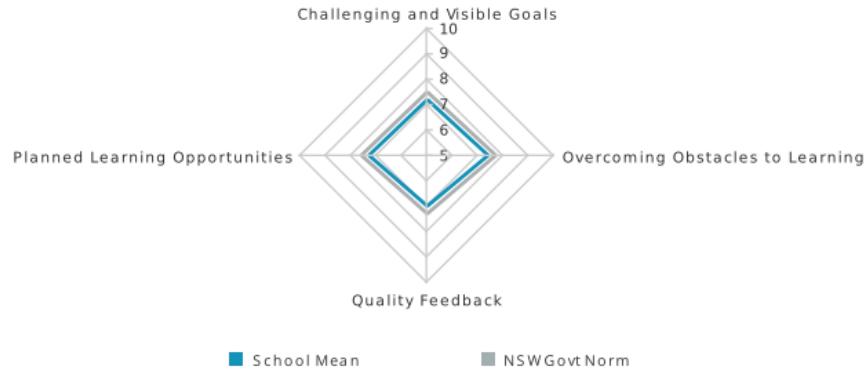 Challenging and Visible Goals
10
9
8
7
6
5
Planned Learning Opportunities
Overcoming Obstacles to Learning
Quality Feedback
School Mean
NSW Govt Norm